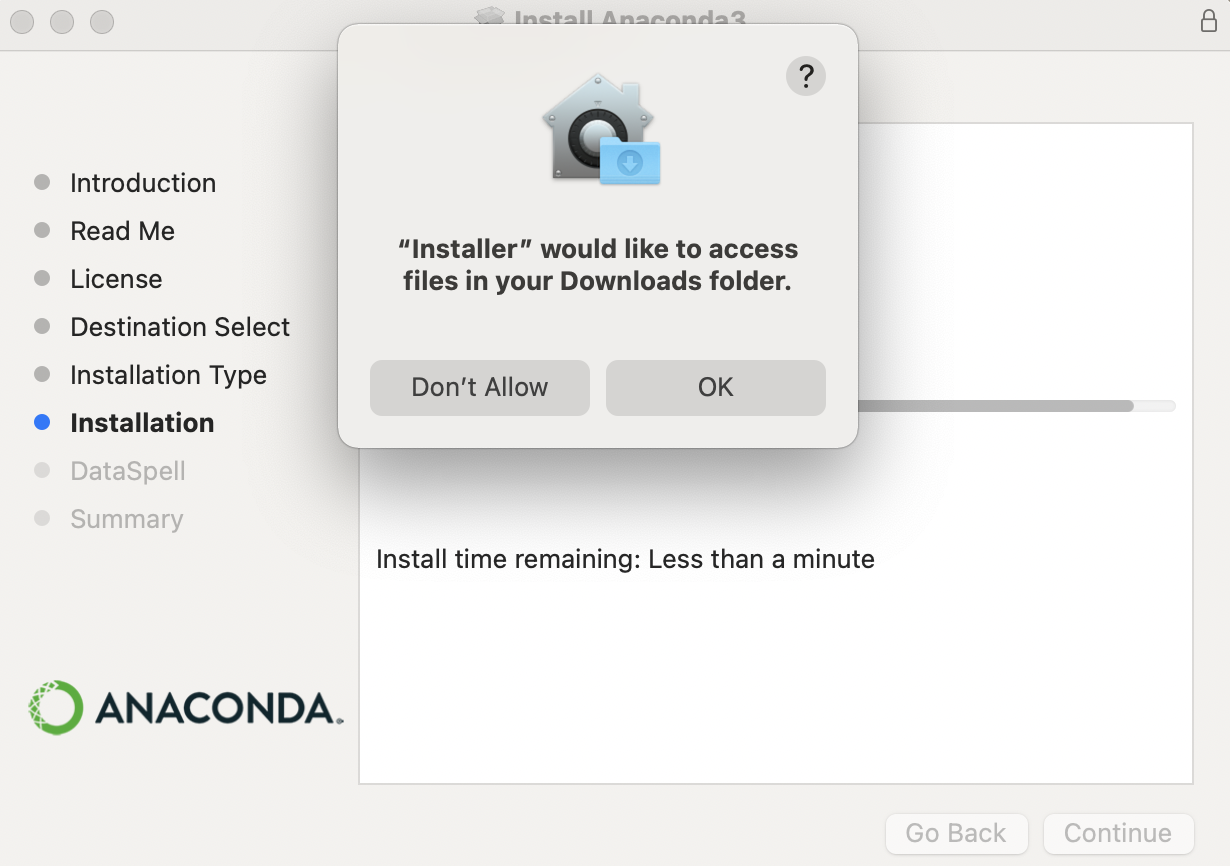 Install Anaconda3
?
“Installer” would like to access
files in your Downloads folder.
Don’t Allow
OK
Introduction
Read Me
License
Destination Select
Installation Type
Installation
DataSpell
Summary
Install time remaining: Less than a minute
ANACONDA.
Go Back
Continue